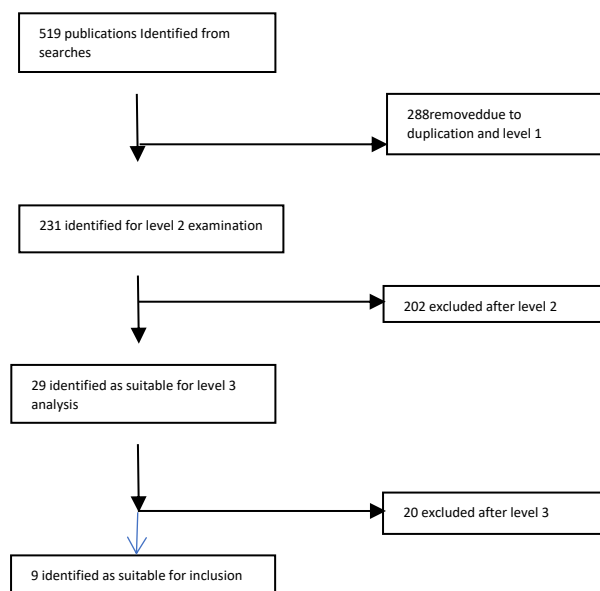 519 publications Identified from
searches
288removeddue to
duplication and level 1
231 identified for level 2 examination
202 excluded after level 2
29 identified as suitable for level 3
analysis
20 excluded after level 3
9 identified as suitable for inclusion